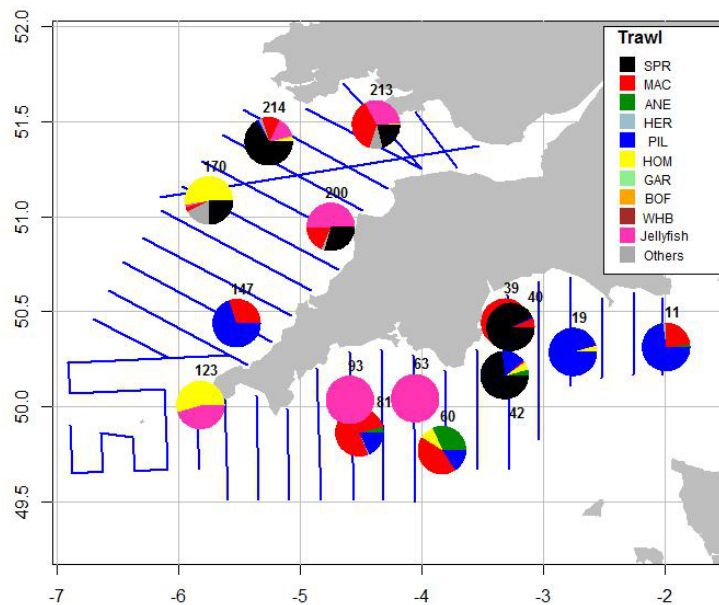 52.0
51.5
51.0
50.5
50.0
49.5
-7
-6
-5
-4
-3
-2
Trawl
SPR
MAC
ANE
HER
PIL
HOM
GAR
BOF
WHB
Jellyfish
Others
213
214
170
200
147
39
40
19
11
123
93
63
81
60
42